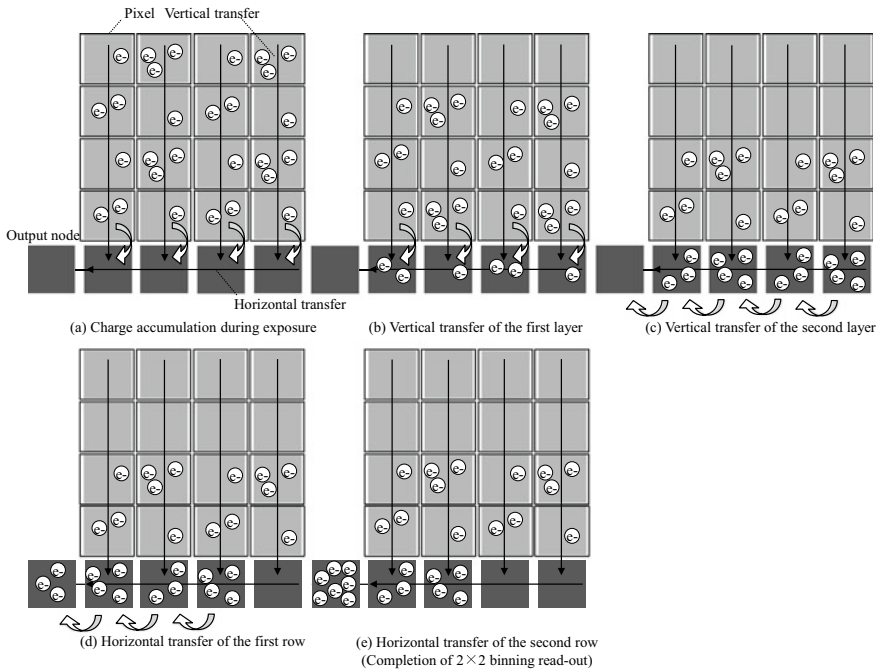 Pixel Vertical transfer
Output node
Horizontal transfer
(a) Charge accumulation during exposure
(b) Vertical transfer of the first layer
(c) Vertical transfer of the second layer
(d) Horizontal transfer of the first row
(e) Horizontal transfer of the second row
(Completion of 2×2 binning read-out)